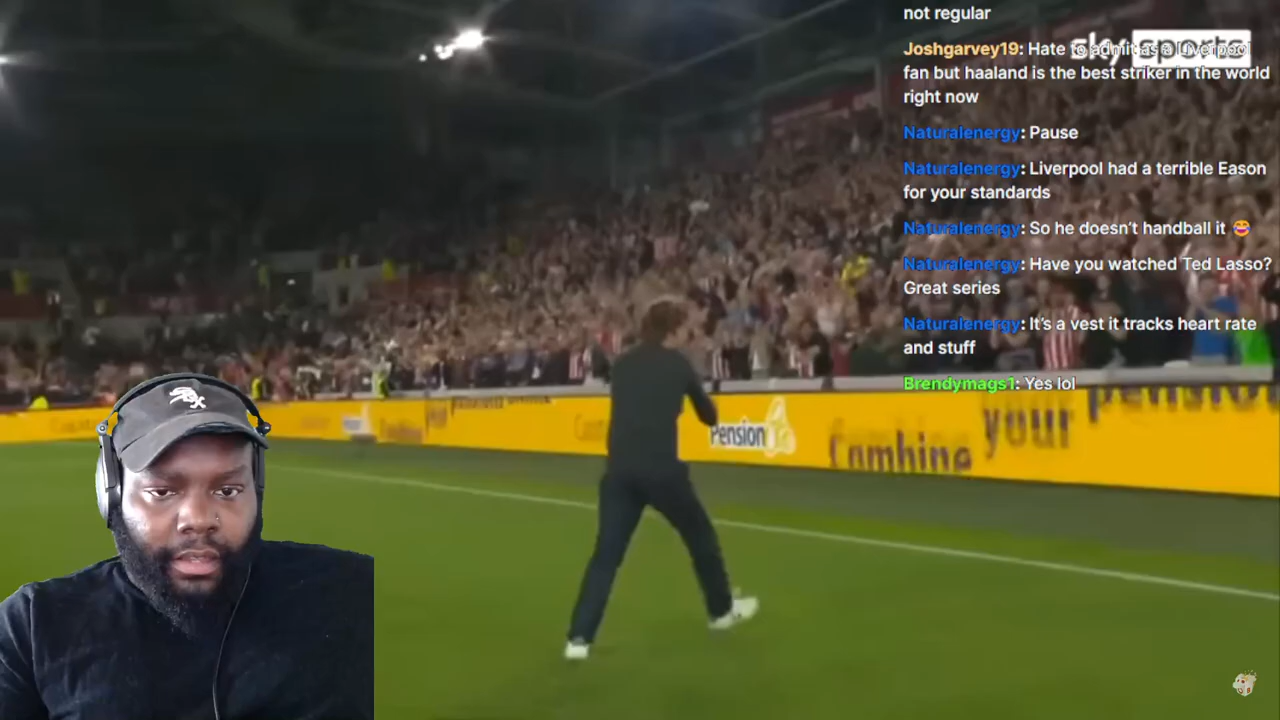 not regular
sky sports
Joshgarvey19: Hate to admit as a Liverpool
fan but haaland is the best striker in the world
right now
Naturalenergy: Pause
Naturalenergy: Liverpool had a terrible Eason
for your standards
Naturalenergy: So he doesn't handball it 😂
Naturalenergy: Have you watched Ted Lasso?
Great series
Naturalenergy: It's a vest it tracks heart rate
and stuff
Brendymags1: Yes lol
Pension
Combine
your
pension